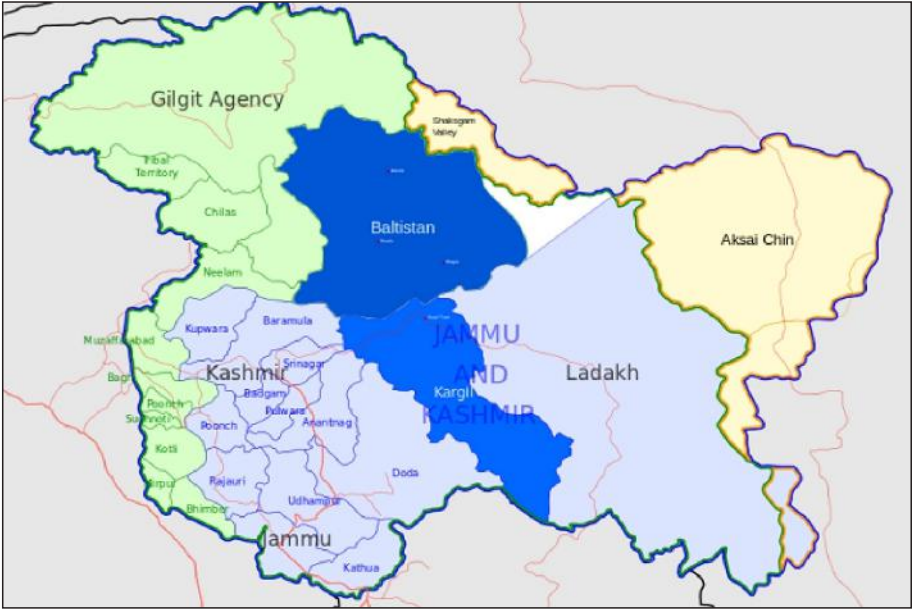 Gilgit Agency
Shaksgam
Valley
Tribal
Territory
Chilas
Baltistan
Aksai Chin
Neelam
Kupwara
Baramula
Muzaffarabad
JAMMU
Srinagar
Kashmir
AND
Ladakh
Bagh
Badgam
Kargil
Poonch
Pulwara
KASHMIR
Sudhnoti
Poonch
Anantnag
Kotli
Doda
Rajauri
Mirpur
Udhampur
Bhimber
Jammu
Kathua